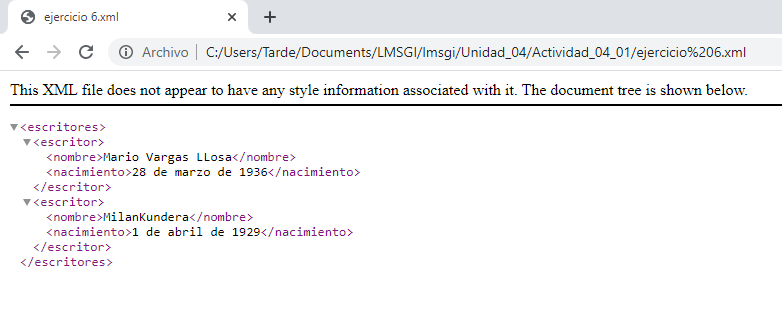 ejercicio 6.xml
Archivo C:/Users/Tarde/Documents/LMSGI/lmsgi/Unidad_04/Actividad_04_01/ejercicio%206.xml
This XML file does not appear to have any style information associated with it. The document tree is shown below.
<escritores>
<escritor>
<nombre>Mario Vargas LLosa</nombre>
<nacimiento>28 de marzo de 1936</nacimiento>
</escritor>
<escritor>
<nombre>MilanKundera</nombre>
<nacimiento>1 de abril de 1929</nacimiento>
</escritor>
</escritores>